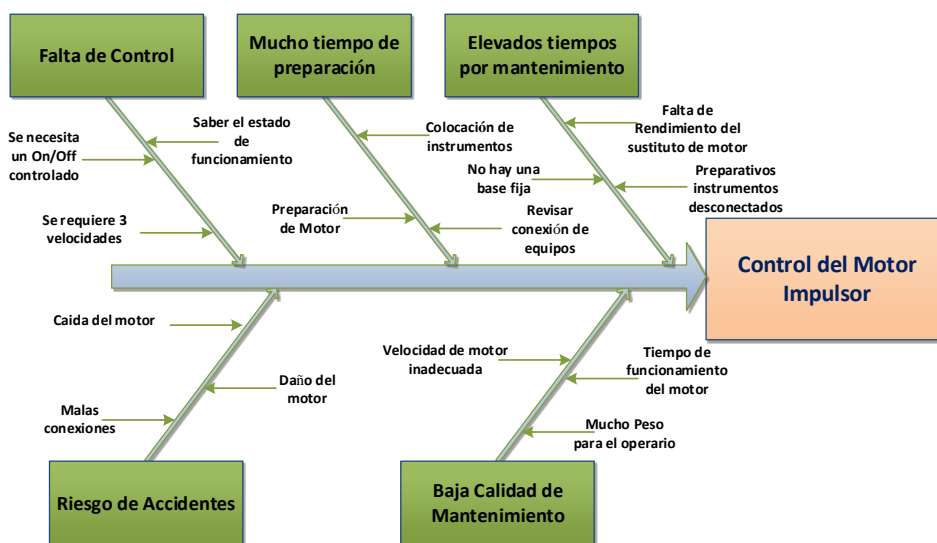 Falta de Control
Mucho tiempo de
preparación
Elevados tiempos
por mantenimiento
Se necesita
un On/Off
controlado
Saber el estado
de
funcionamiento
Se requiere 3
velocidades
Colocación de
instrumentos
Preparación
de Motor
Revisar
conexión de
equipos
Falta de
Rendimiento del
sustituto de motor
No hay una
base fija
Preparativos
instrumentos
desconectados
Control del Motor
Impulsor
Caida del motor
Daño del
motor
Malas
conexiones
Velocidad de motor
inadecuada
Tiempo de
funcionamiento
del motor
Mucho Peso
para el operario
Riesgo de Accidentes
Baja Calidad de
Mantenimiento